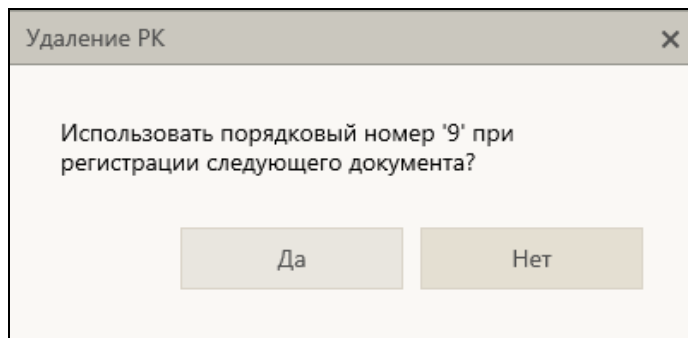 Удаление РК
Использовать порядковый номер '9' при
регистрации следующего документа?
Да
Нет